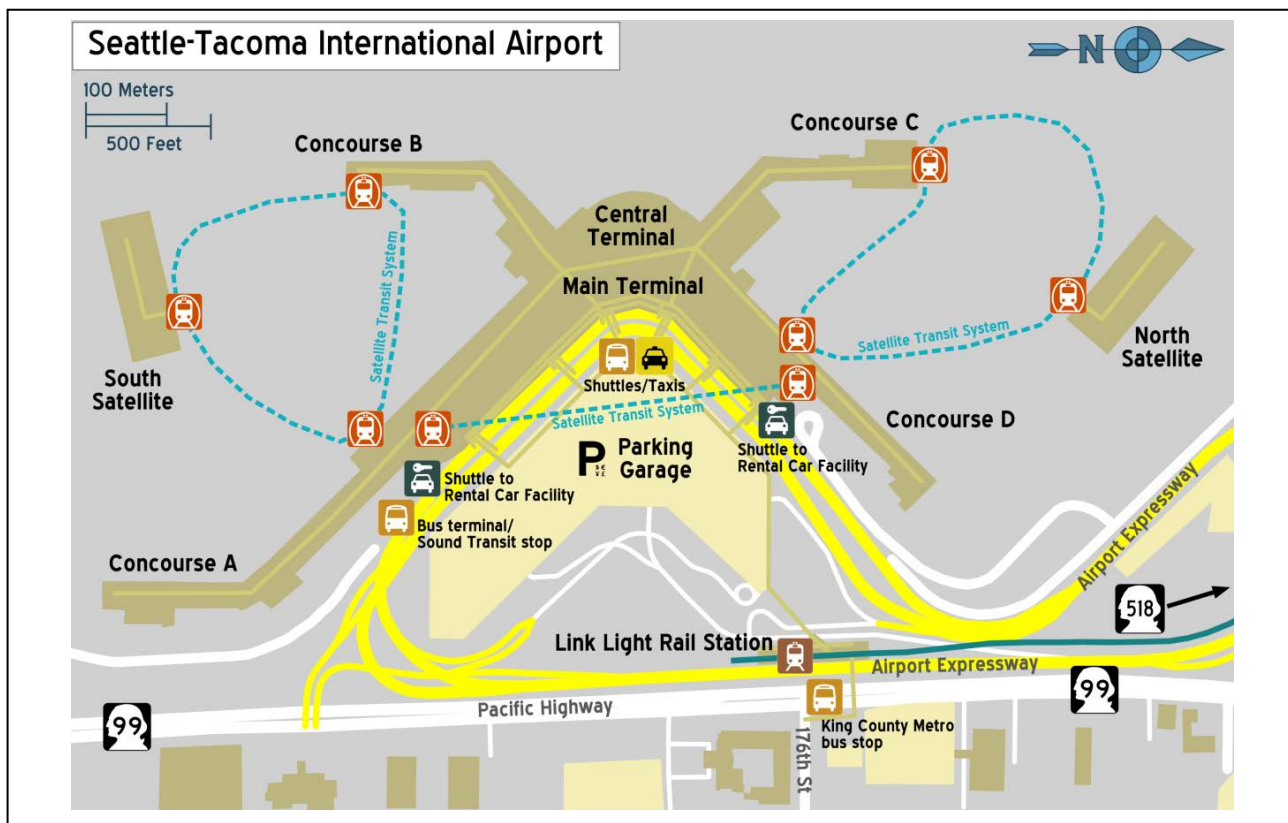 Seattle-Tacoma International Airport
N
100 Meters
500 Feet
Concourse B
Concourse C
Central
Terminal
Main Terminal
Satellite Transit System
Satellite Transit System
South
Satellite
North
Satellite
Shuttles/Taxis
Satellite Transit System
Concourse D
P
Parking
Garage
Shuttle to
Rental Car Facility
Shuttle to
Rental Car Facility
Bus terminal/
Sound Transit stop
Concourse A
Airport Expressway
518
Link Light Rail Station
Airport Expressway
99
99
Pacific Highway
King County Metro
bus stop
176th St